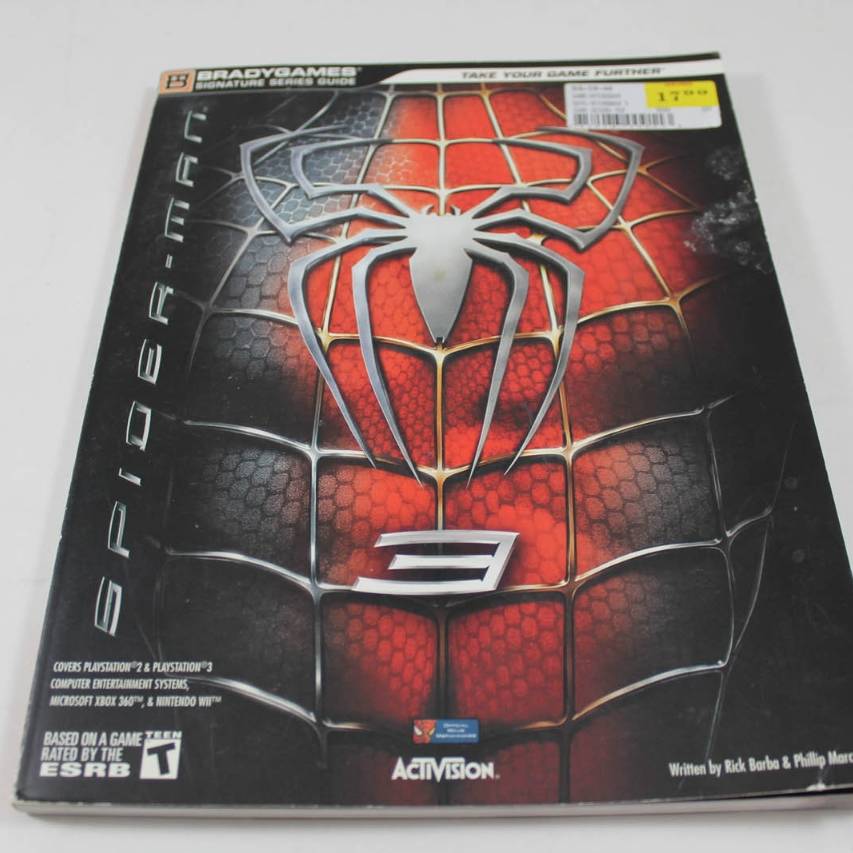 BRADYGAMES®
SIGNATURE SERIES GUIDE
TAKE YOUR GAME FURTHER®
1799
SPIDER-MAN
3
COVERS PLAYSTATION®2 & PLAYSTATION®3
COMPUTER ENTERTAINMENT SYSTEMS,
MICROSOFT XBOX 360™, & NINTENDO WII™
BASED ON A GAME
RATED BY THE
ESRB
TEEN
T
ACTIVISION®
Written by Rick Barba & Phillip Marc